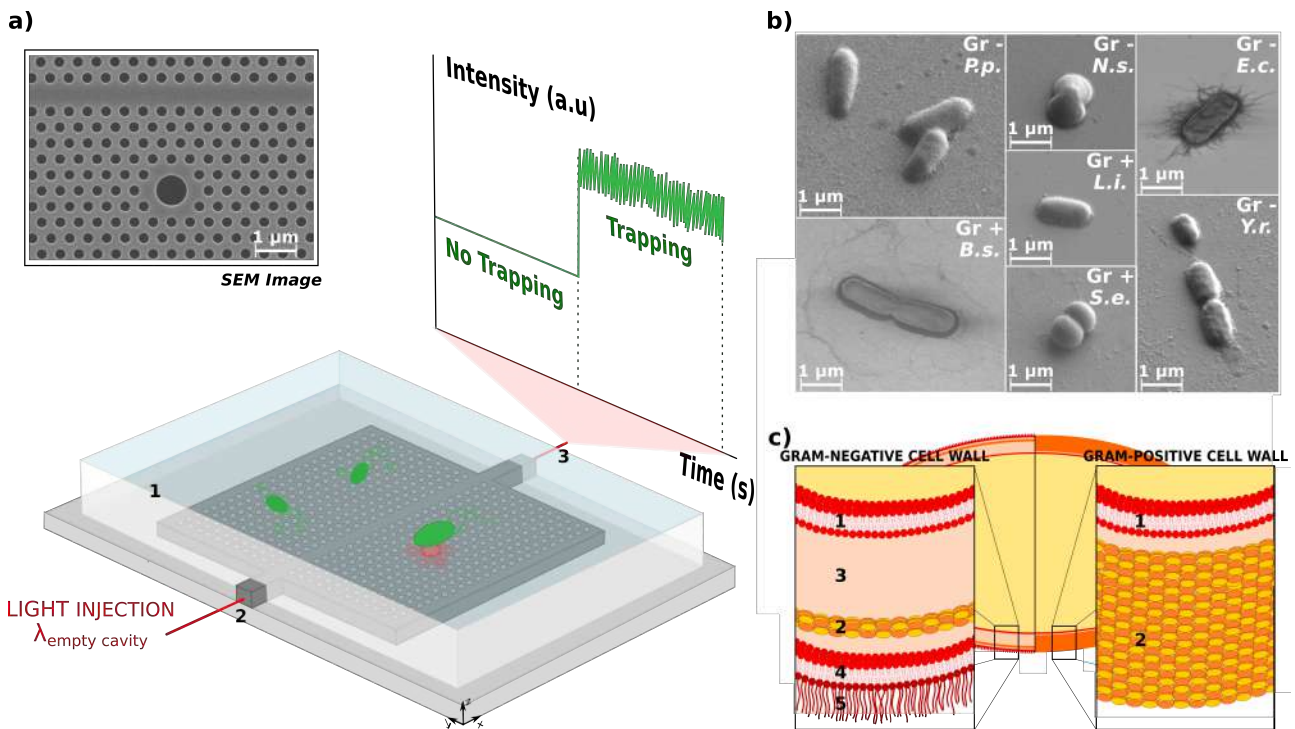 a)
1 µm
SEM Image
Intensity (a.u)
No Trapping
Trapping
Time (s)
1
2
3
LIGHT INJECTION
λempty cavity
z
y
x
b)
Gr -
P.p.
1 µm
Gr -
N.s.
1 µm
Gr -
E.c.
1 µm
Gr +
L.i.
1 µm
Gr +
B.s.
1 µm
Gr +
S.e.
1 µm
Gr -
Y.r.
1 µm
c)
GRAM-NEGATIVE CELL WALL
1
3
2
4
5
GRAM-POSITIVE CELL WALL
1
2